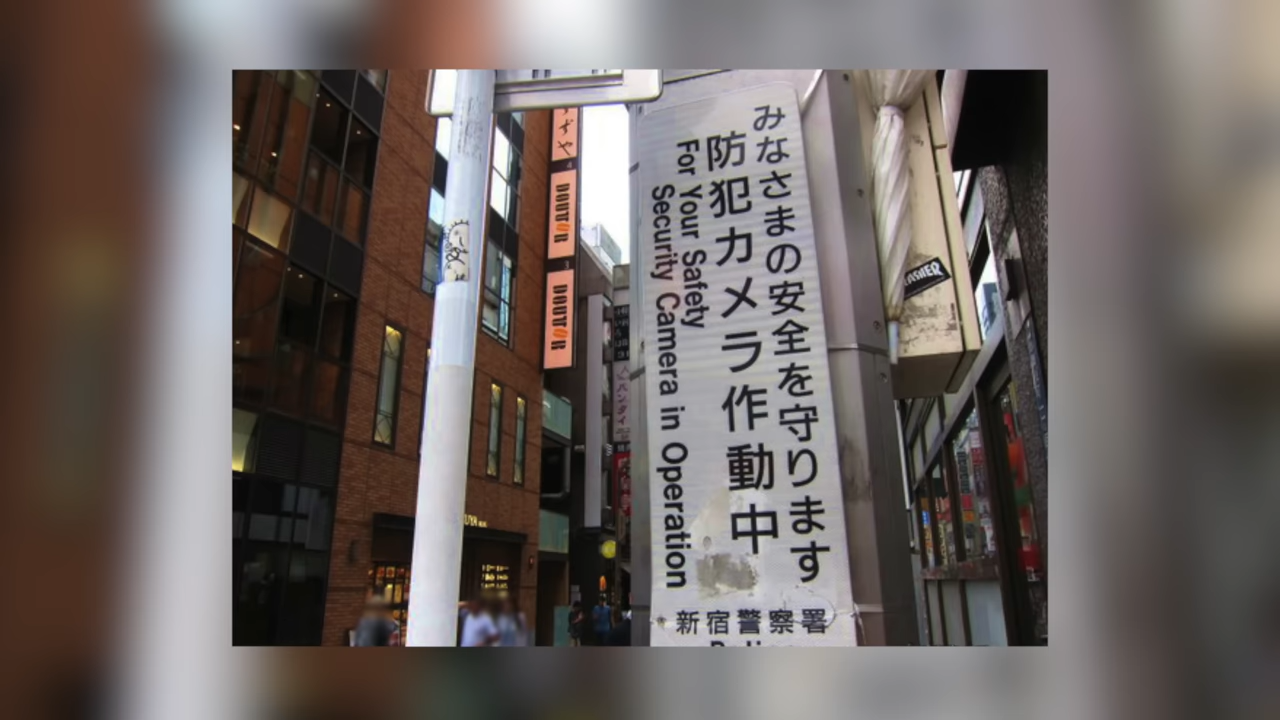 みなさまの安全を守ります
防犯カメラ作動中
For Your Safety
Security Camera in Operation
新宿警察署
DOUTOR
DOUTOR